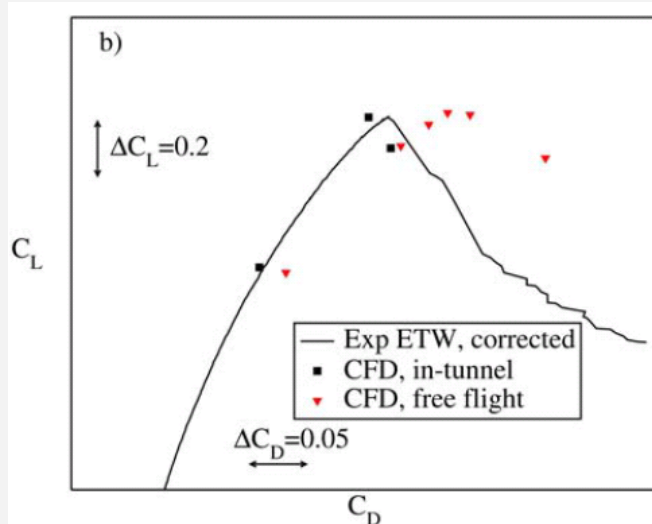 b)
ΔC_L=0.2
C_L
Exp ETW, corrected
CFD, in-tunnel
CFD, free flight
ΔC_D=0.05
C_D